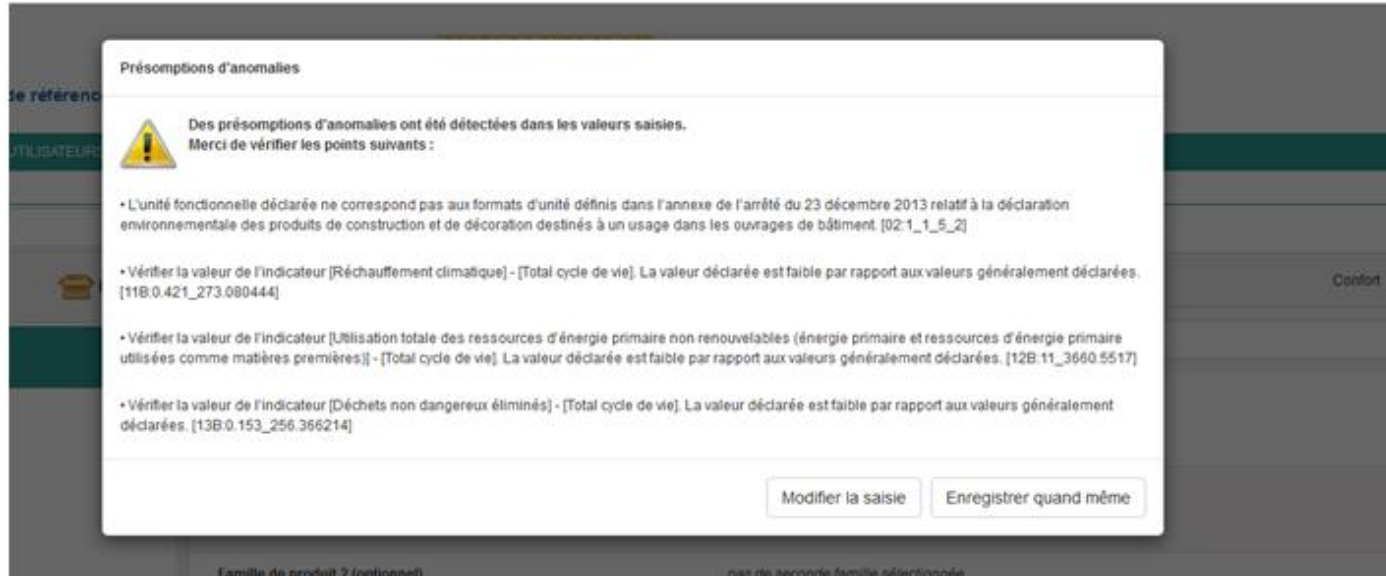 Présomptions d'anomalies
de référenc
Des présomptions d'anomalies ont été détectées dans les valeurs saisies.
Merci de vérifier les points suivants :
UTILISATEURS
• L'unité fonctionnelle déclarée ne correspond pas aux formats d'unité définis dans l'annexe de l'arrêté du 23 décembre 2013 relatif à la déclaration
environnementale des produits de construction et de décoration destinés à un usage dans les ouvrages de bâtiment. [02:1_1_5_2]
• Vérifier la valeur de l'indicateur [Réchauffement climatique] - [Total cycle de vie]. La valeur déclarée est faible par rapport aux valeurs généralement déclarées.
[11B:0.421_273.080444]
Confort
• Vérifier la valeur de l'indicateur [Utilisation totale des ressources d'énergie primaire non renouvelables (énergie primaire et ressources d'énergie primaire
utilisées comme matières premières)] - [Total cycle de vie]. La valeur déclarée est faible par rapport aux valeurs généralement déclarées. [12B:11_3660.5517]
• Vérifier la valeur de l'indicateur [Déchets non dangereux éliminés] - [Total cycle de vie]. La valeur déclarée est faible par rapport aux valeurs généralement
déclarées. [13B:0.153_256.366214]
Modifier la saisie
Enregistrer quand même
Famille de produit 2 (optionnel)
pas de seconde famille sélectionnée